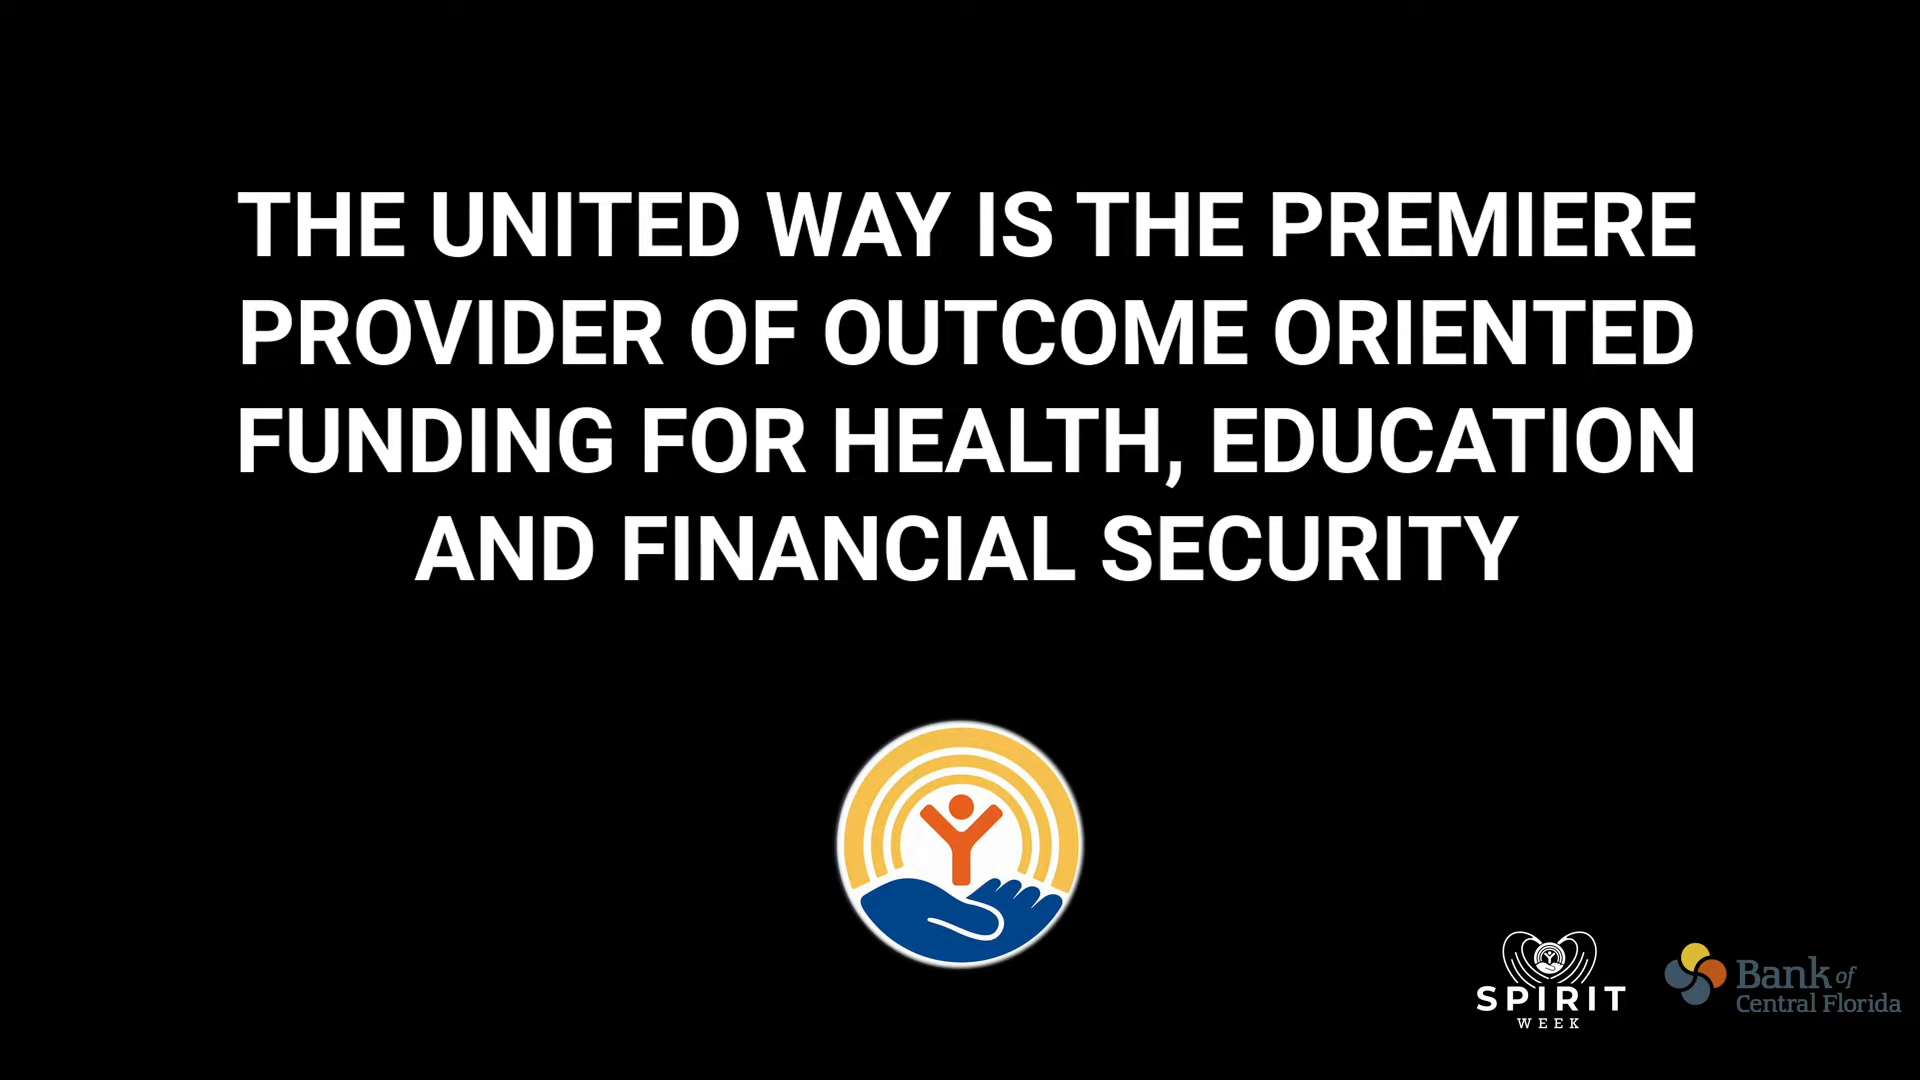 THE UNITED WAY IS THE PREMIERE
PROVIDER OF OUTCOME ORIENTED
FUNDING FOR HEALTH, EDUCATION
AND FINANCIAL SECURITY
SPIRIT
WEEK
Bank of
Central Florida